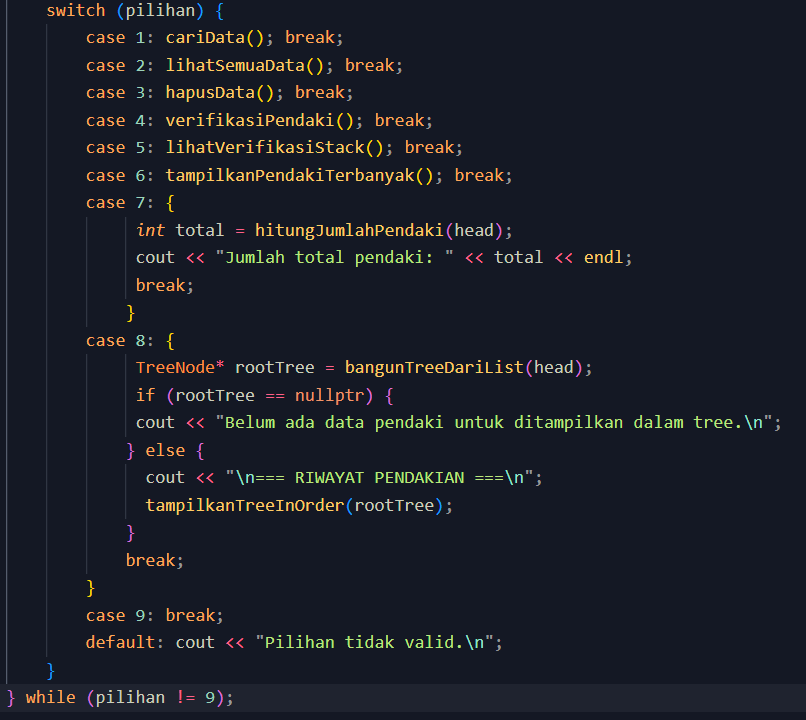 switch (pilihan) {
case 1: cariData(); break;
case 2: lihatSemuaData(); break;
case 3: hapusData(); break;
case 4: verifikasiPendaki(); break;
case 5: lihatVerifikasiStack(); break;
case 6: tampilkanPendakiTerbanyak(); break;
case 7: {
int total = hitungJumlahPendaki(head);
cout << "Jumlah total pendaki: " << total << endl;
break;
}
case 8: {
TreeNode* rootTree = bangunTreeDariList(head);
if (rootTree == nullptr) {
cout << "Belum ada data pendaki untuk ditampilkan dalam tree.\n";
} else {
cout << "\n=== RIWAYAT PENDAKIAN ===\n";
tampilkanTreeInOrder(rootTree);
}
break;
}
case 9: break;
default: cout << "Pilihan tidak valid.\n";
}
} while (pilihan != 9);